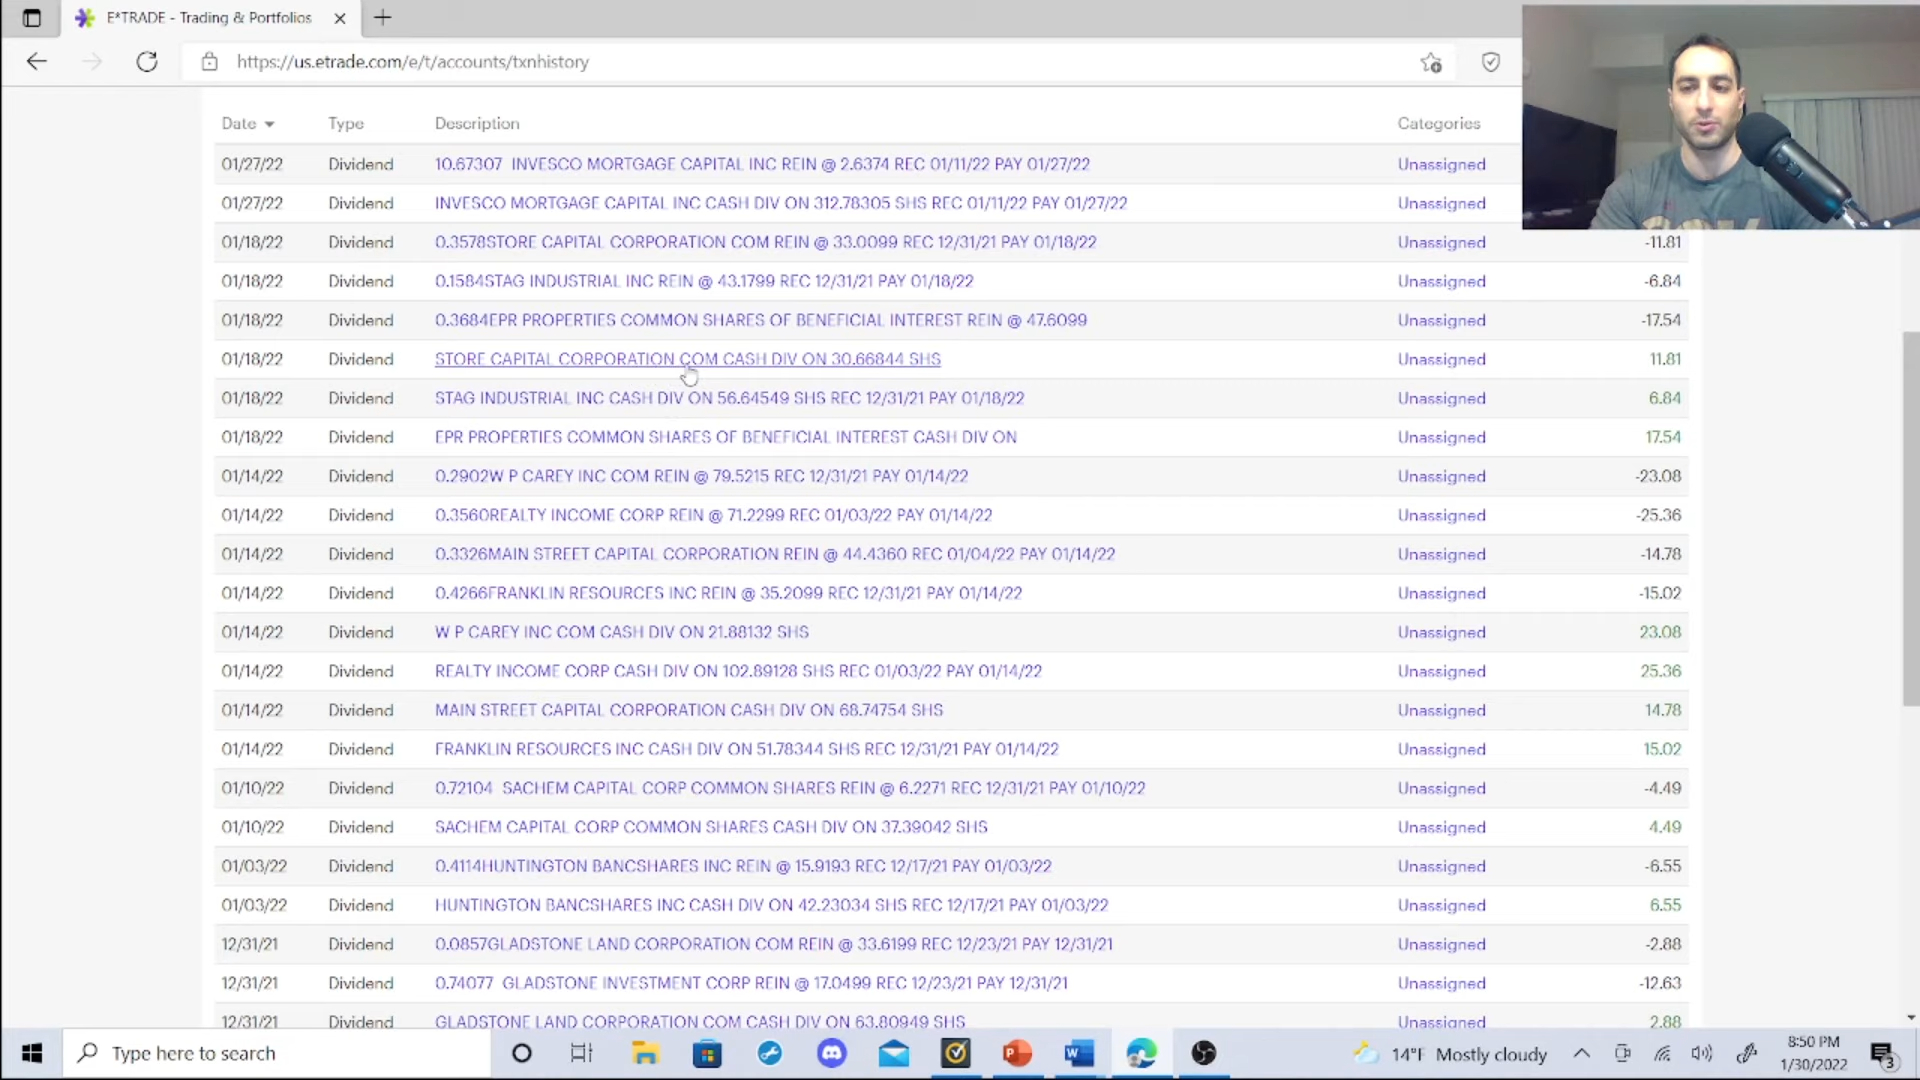 E*TRADE - Trading & Portfolios
https://us.etrade.com/e/t/accounts/txnhistory
Date Type Description Categories
01/27/22 Dividend 10.67307 INVESCO MORTGAGE CAPITAL INC REIN @ 2.6374 REC 01/11/22 PAY 01/27/22 Unassigned
01/27/22 Dividend INVESCO MORTGAGE CAPITAL INC CASH DIV ON 312.78305 SHS REC 01/11/22 PAY 01/27/22 Unassigned
01/18/22 Dividend 0.3578STORE CAPITAL CORPORATION COM REIN @ 33.0099 REC 12/31/21 PAY 01/18/22 Unassigned -11.81
01/18/22 Dividend 0.1584STAG INDUSTRIAL INC REIN @ 43.1799 REC 12/31/21 PAY 01/18/22 Unassigned -6.84
01/18/22 Dividend 0.3684EPR PROPERTIES COMMON SHARES OF BENEFICIAL INTEREST REIN @ 47.6099 Unassigned -17.54
01/18/22 Dividend STORE CAPITAL CORPORATION COM CASH DIV ON 30.66844 SHS Unassigned 11.81
01/18/22 Dividend STAG INDUSTRIAL INC CASH DIV ON 56.64549 SHS REC 12/31/21 PAY 01/18/22 Unassigned 6.84
01/18/22 Dividend EPR PROPERTIES COMMON SHARES OF BENEFICIAL INTEREST CASH DIV ON Unassigned 17.54
01/14/22 Dividend 0.2902W P CAREY INC COM REIN @ 79.5215 REC 12/31/21 PAY 01/14/22 Unassigned -23.08
01/14/22 Dividend 0.3560REALTY INCOME CORP REIN @ 71.2299 REC 01/03/22 PAY 01/14/22 Unassigned -25.36
01/14/22 Dividend 0.3326MAIN STREET CAPITAL CORPORATION REIN @ 44.4360 REC 01/04/22 PAY 01/14/22 Unassigned -14.78
01/14/22 Dividend 0.4266FRANKLIN RESOURCES INC REIN @ 35.2099 REC 12/31/21 PAY 01/14/22 Unassigned -15.02
01/14/22 Dividend W P CAREY INC COM CASH DIV ON 21.88132 SHS Unassigned 23.08
01/14/22 Dividend REALTY INCOME CORP CASH DIV ON 102.89128 SHS REC 01/03/22 PAY 01/14/22 Unassigned 25.36
01/14/22 Dividend MAIN STREET CAPITAL CORPORATION CASH DIV ON 68.74754 SHS Unassigned 14.78
01/14/22 Dividend FRANKLIN RESOURCES INC CASH DIV ON 51.78344 SHS REC 12/31/21 PAY 01/14/22 Unassigned 15.02
01/10/22 Dividend 0.72104 SACHEM CAPITAL CORP COMMON SHARES REIN @ 6.2271 REC 12/31/21 PAY 01/10/22 Unassigned -4.49
01/10/22 Dividend SACHEM CAPITAL CORP COMMON SHARES CASH DIV ON 37.39042 SHS Unassigned 4.49
01/03/22 Dividend 0.4114HUNTINGTON BANCSHARES INC REIN @ 15.9193 REC 12/17/21 PAY 01/03/22 Unassigned -6.55
01/03/22 Dividend HUNTINGTON BANCSHARES INC CASH DIV ON 42.23034 SHS REC 12/17/21 PAY 01/03/22 Unassigned 6.55
12/31/21 Dividend 0.0857GLADSTONE LAND CORPORATION COM REIN @ 33.6199 REC 12/23/21 PAY 12/31/21 Unassigned -2.88
12/31/21 Dividend 0.74077 GLADSTONE INVESTMENT CORP REIN @ 17.0499 REC 12/23/21 PAY 12/31/21 Unassigned -12.63
12/31/21 Dividend GLADSTONE LAND CORPORATION COM CASH DIV ON 63.80949 SHS Unassigned 2.88
Type here to search
14°F Mostly cloudy
8:50 PM
1/30/2022
3